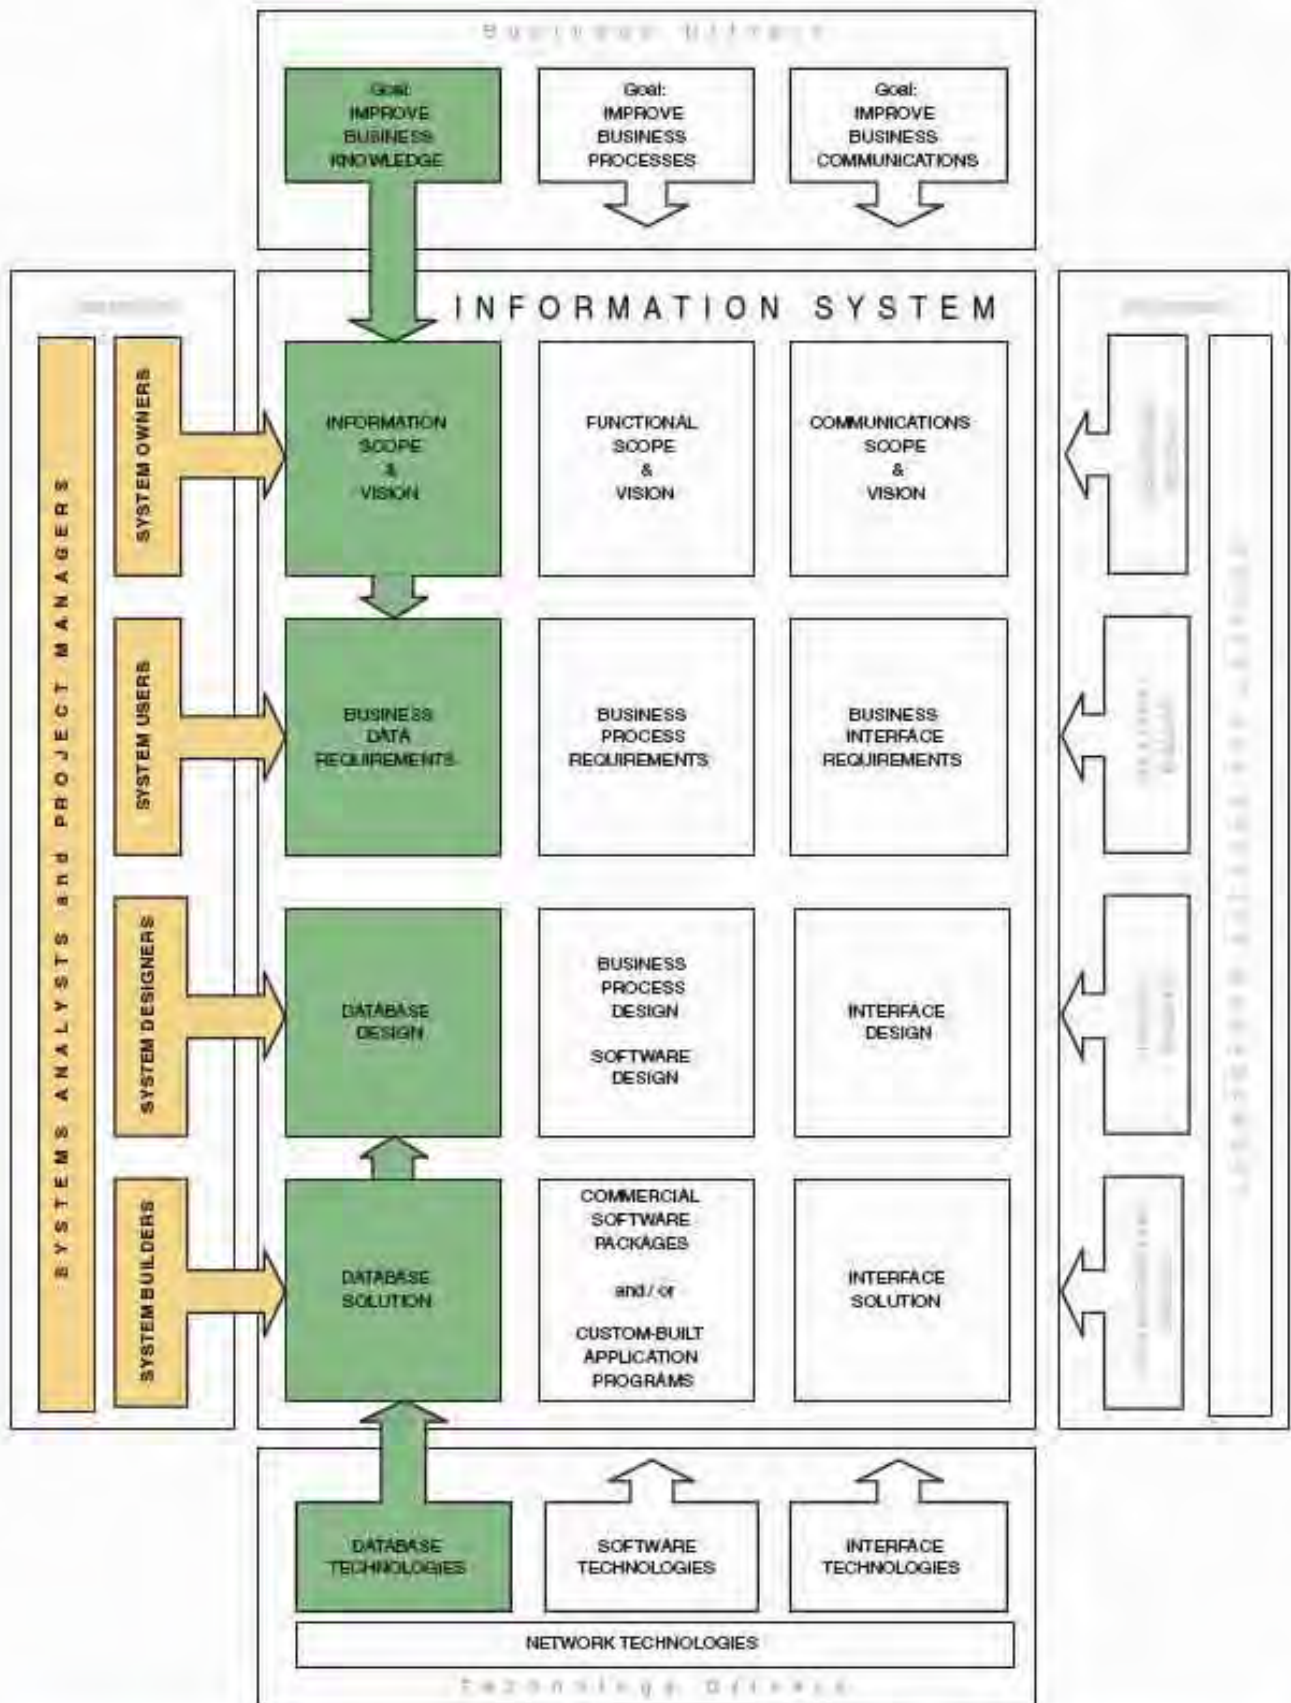 Goal:
IMPROVE
BUSINESS
KNOWLEDGE
Goal:
IMPROVE
BUSINESS
PROCESSES
Goal:
IMPROVE
BUSINESS
COMMUNICATIONS
INFORMATION SYSTEM
SYSTEMS ANALYSTS and PROJECT MANAGERS
SYSTEM OWNERS
INFORMATION
SCOPE
&
VISION
FUNCTIONAL
SCOPE
&
VISION
COMMUNICATIONS
SCOPE
&
VISION
SYSTEM USERS
BUSINESS
DATA
REQUIREMENTS
BUSINESS
PROCESS
REQUIREMENTS
BUSINESS
INTERFACE
REQUIREMENTS
SYSTEM DESIGNERS
DATABASE
DESIGN
BUSINESS
PROCESS
DESIGN
SOFTWARE
DESIGN
INTERFACE
DESIGN
SYSTEM BUILDERS
DATABASE
SOLUTION
COMMERCIAL
SOFTWARE
PACKAGES
and / or
CUSTOM-BUILT
APPLICATION
PROGRAMS
INTERFACE
SOLUTION
DATABASE
TECHNOLOGIES
SOFTWARE
TECHNOLOGIES
INTERFACE
TECHNOLOGIES
NETWORK TECHNOLOGIES